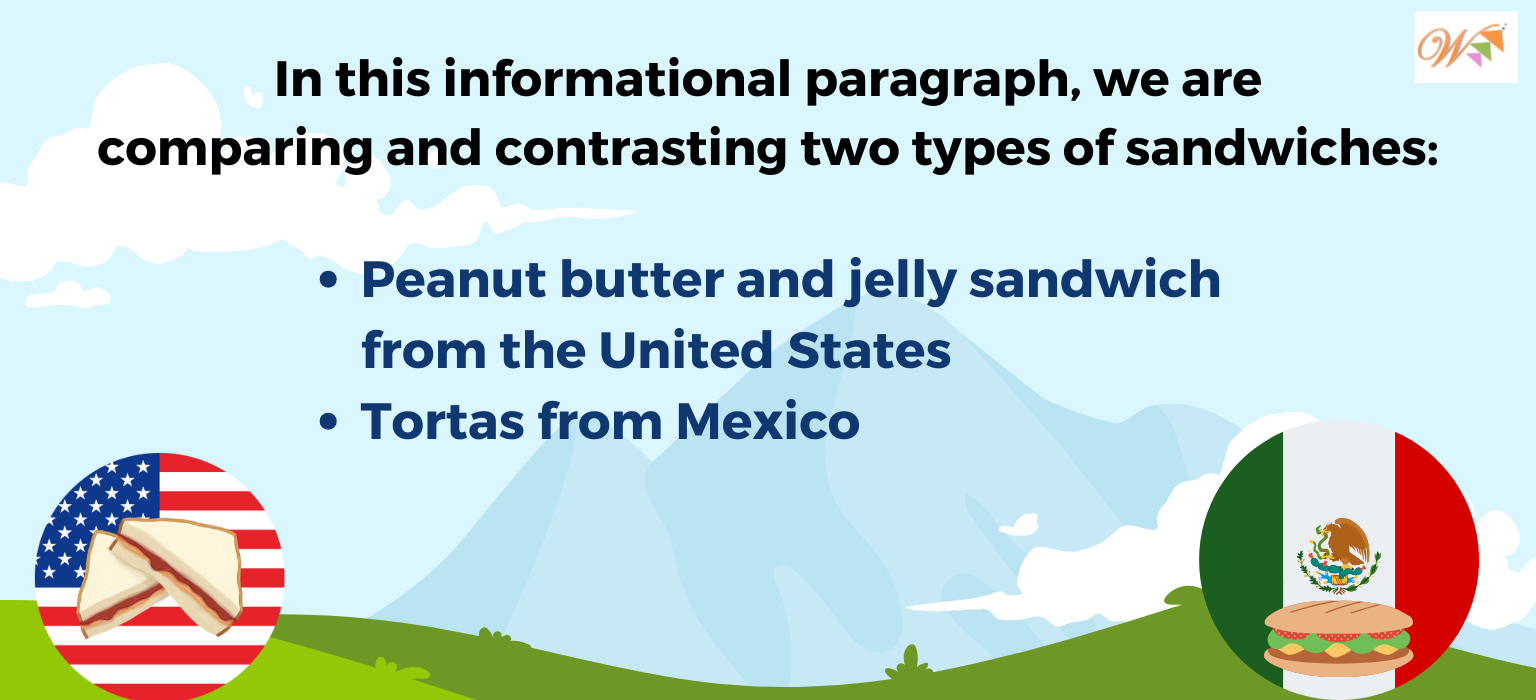 In this informational paragraph, we are
comparing and contrasting two types of sandwiches:
• Peanut butter and jelly sandwich
from the United States
• Tortas from Mexico
W